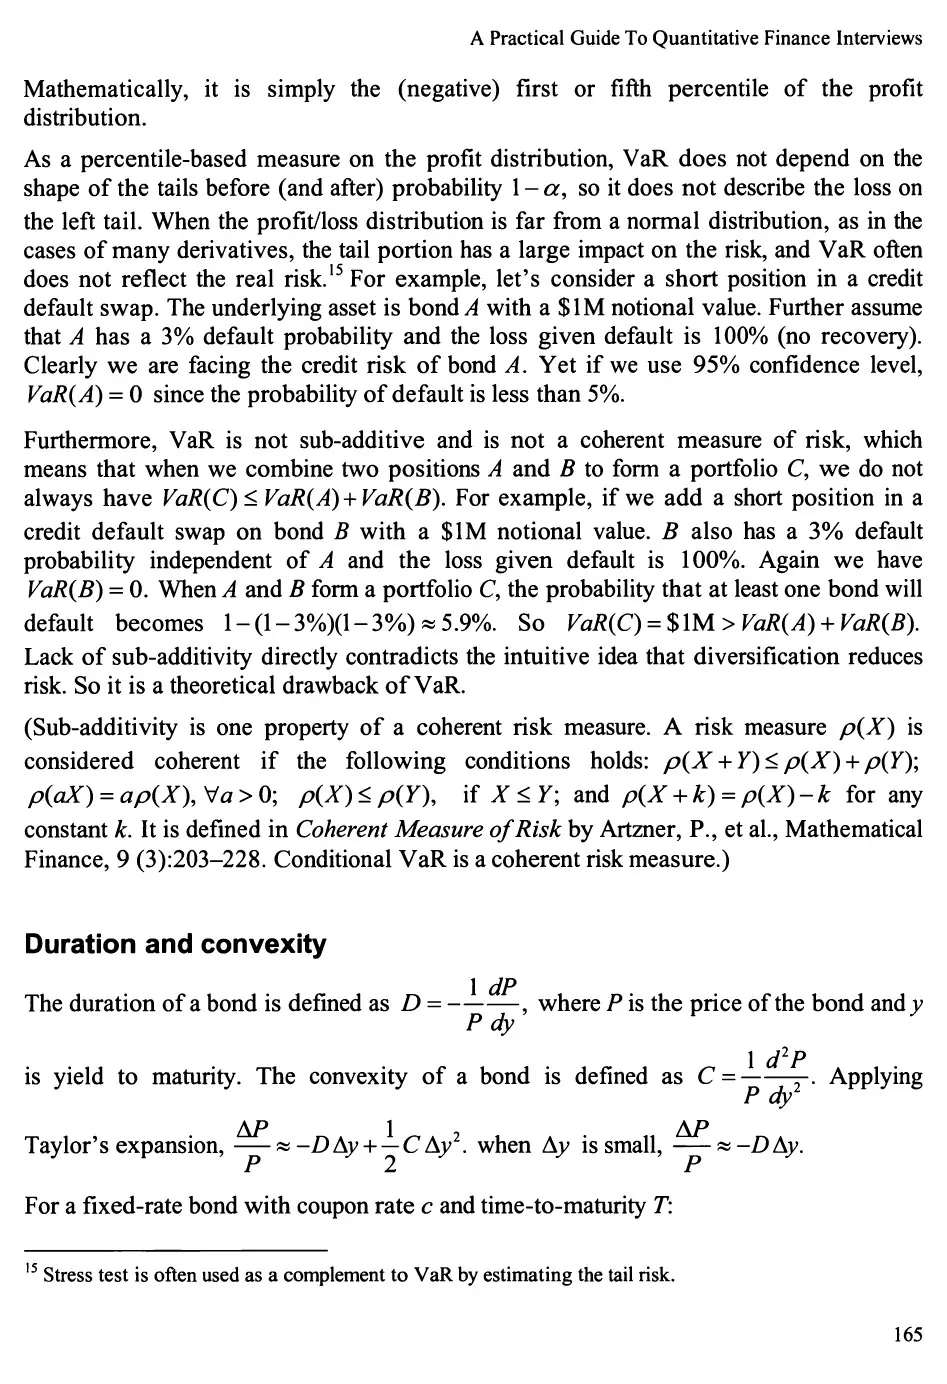 A Practical Guide To Quantitative Finance Interviews
Mathematically, it is simply the (negative) first or fifth percentile of the profit
distribution.
As a percentile-based measure on the profit distribution, VaR does not depend on the
shape of the tails before (and after) probability 1−α, so it does not describe the loss on
the left tail. When the profit/loss distribution is far from a normal distribution, as in the
cases of many derivatives, the tail portion has a large impact on the risk, and VaR often
does not reflect the real risk.¹⁵ For example, let's consider a short position in a credit
default swap. The underlying asset is bond A with a $1M notional value. Further assume
that A has a 3% default probability and the loss given default is 100% (no recovery).
Clearly we are facing the credit risk of bond A. Yet if we use 95% confidence level,
VaR(A) = 0 since the probability of default is less than 5%.
Furthermore, VaR is not sub-additive and is not a coherent measure of risk, which
means that when we combine two positions A and B to form a portfolio C, we do not
always have VaR(C) ≤ VaR(A) + VaR(B). For example, if we add a short position in a
credit default swap on bond B with a $1M notional value. B also has a 3% default
probability independent of A and the loss given default is 100%. Again we have
VaR(B) = 0. When A and B form a portfolio C, the probability that at least one bond will
default becomes 1−(1−3%)(1−3%) ≈ 5.9%. So VaR(C) = $1M > VaR(A) + VaR(B).
Lack of sub-additivity directly contradicts the intuitive idea that diversification reduces
risk. So it is a theoretical drawback of VaR.
(Sub-additivity is one property of a coherent risk measure. A risk measure ρ(X) is
considered coherent if the following conditions holds: ρ(X + Y) ≤ ρ(X) + ρ(Y);
ρ(aX) = aρ(X), ∀a > 0; ρ(X) ≤ ρ(Y), if X ≤ Y; and ρ(X + k) = ρ(X) − k for any
constant k. It is defined in Coherent Measure of Risk by Artzner, P., et al., Mathematical
Finance, 9 (3):203–228. Conditional VaR is a coherent risk measure.)
Duration and convexity
The duration of a bond is defined as D = −1/P dP/dy, where P is the price of the bond and y
is yield to maturity. The convexity of a bond is defined as C = 1/P d²P/dy². Applying
Taylor's expansion, ΔP/P ≈ −DΔy + 1/2 CΔy². when Δy is small, ΔP/P ≈ −DΔy.
For a fixed-rate bond with coupon rate c and time-to-maturity T:
¹⁵ Stress test is often used as a complement to VaR by estimating the tail risk.
165